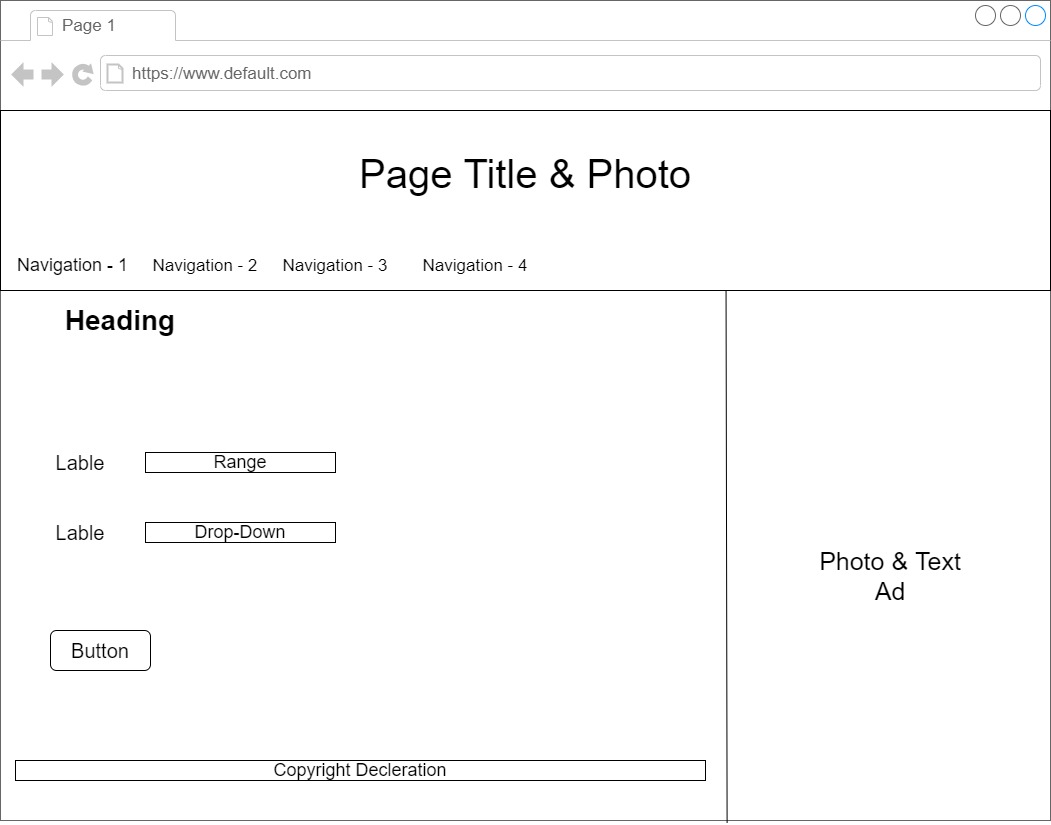 Page 1
https://www.default.com
Page Title & Photo
Navigation - 1 Navigation - 2 Navigation - 3 Navigation - 4
Heading
Lable Range
Lable Drop-Down
Photo & Text
Ad
Button
Copyright Decleration